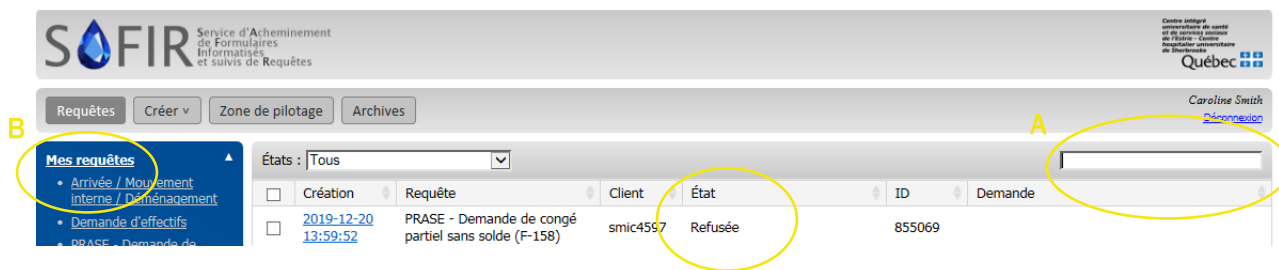 SOFIR
Service d'Acheminement
de Formulaires
Informatisés
et suivis de Requêtes
Centre intégré
universitaire de santé
et de services sociaux
de l'Estrie – Centre
hospitalier universitaire
de Sherbrooke
Québec
Requêtes Créer v Zone de pilotage Archives
Caroline Smith
Déconnexion
B
A
Mes requêtes
États : Tous
• Arrivée / Mouvement
interne / Déménagement
• Demande d'effectifs
• PRASE - Demande de
Création Requête Client État ID Demande
2019-12-20
13:59:52
PRASE - Demande de congé
partiel sans solde (F-158)
smic4597
Refusée
855069